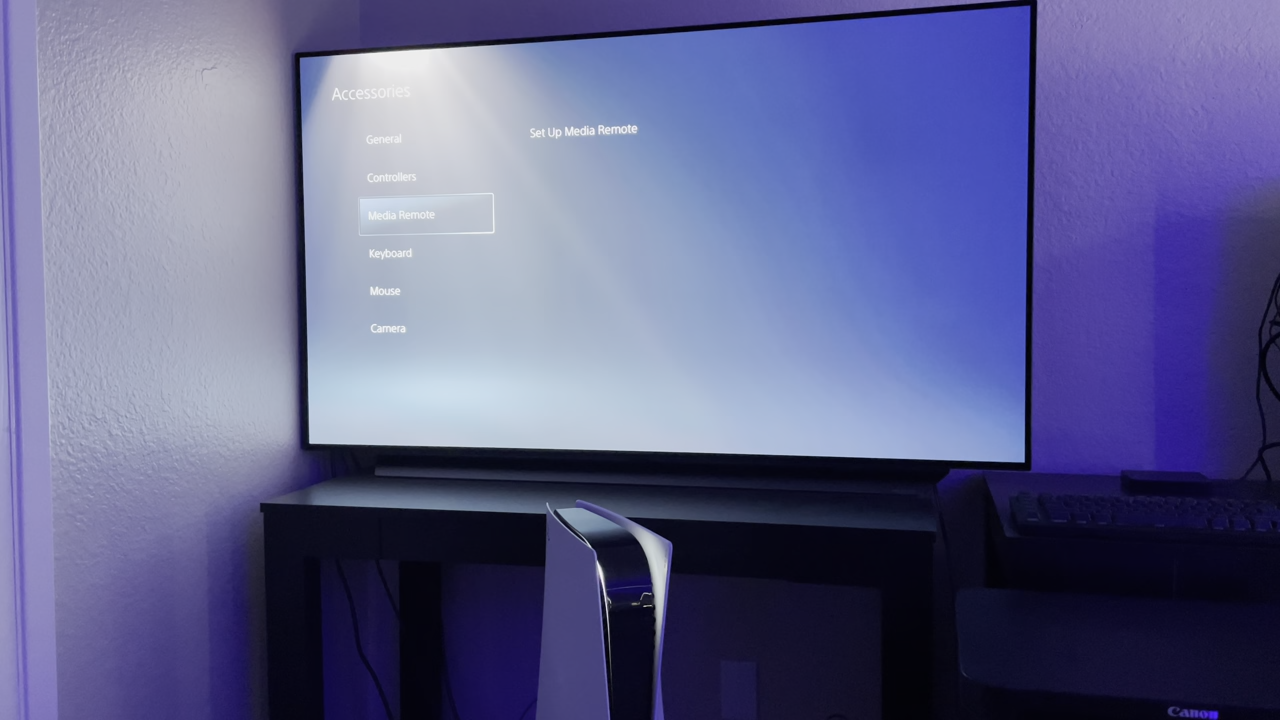 Accessories
General
Set Up Media Remote
Controllers
Media Remote
Keyboard
Mouse
Camera
Canon